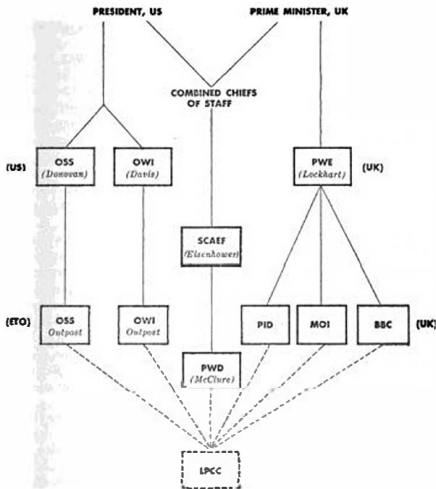 PRESIDENT, US
PRIME MINISTER, UK
COMBINED CHIEFS
OF STAFF
(US)
OSS
(Donovan)
OWI
(Davis)
PWE
(Lockhart)
(UK)
SCAEF
(Eisenhower)
(ETO)
OSS
Outpost
OWI
Outpost
PID
MOI
BBC
(UK)
PWD
(McClure)
LPCC